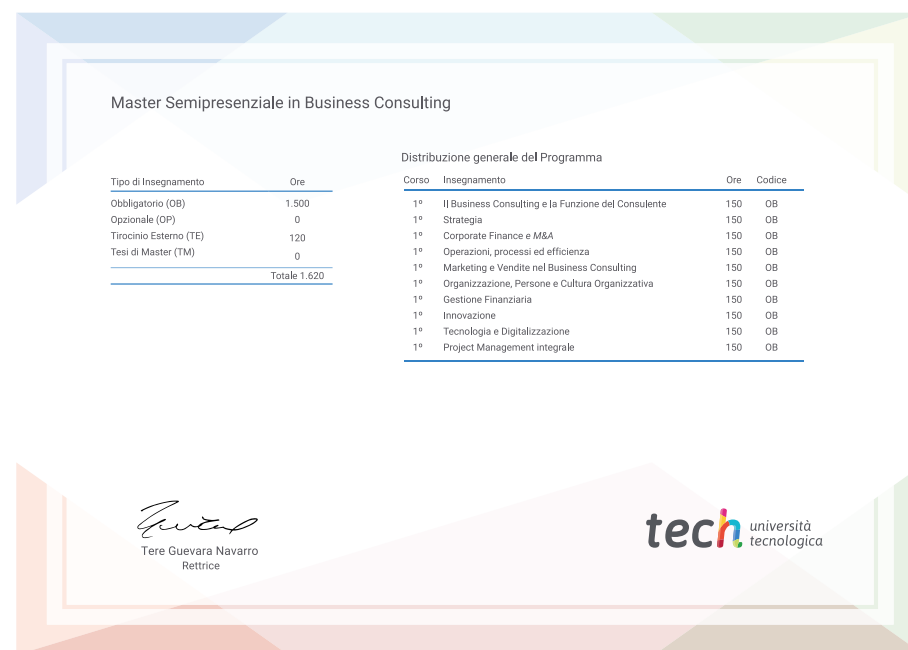 Master Semipresenziale in Business Consulting
Tipo di Insegnamento Ore
Obbligatorio (OB) 1.500
Opzionale (OP) 0
Tirocinio Esterno (TE) 120
Tesi di Master (TM) 0
Totale 1.620
Distribuzione generale del Programma
Corso Insegnamento Ore Codice
1º Il Business Consulting e la Funzione del Consulente 150 OB
1º Strategia 150 OB
1º Corporate Finance e M&A 150 OB
1º Operazioni, processi ed efficienza 150 OB
1º Marketing e Vendite nel Business Consulting 150 OB
1º Organizzazione, Persone e Cultura Organizzativa 150 OB
1º Gestione Finanziaria 150 OB
1º Innovazione 150 OB
1º Tecnologia e Digitalizzazione 150 OB
1º Project Management integrale 150 OB
Tere Guevara Navarro
Rettrice
tech università
tecnologica